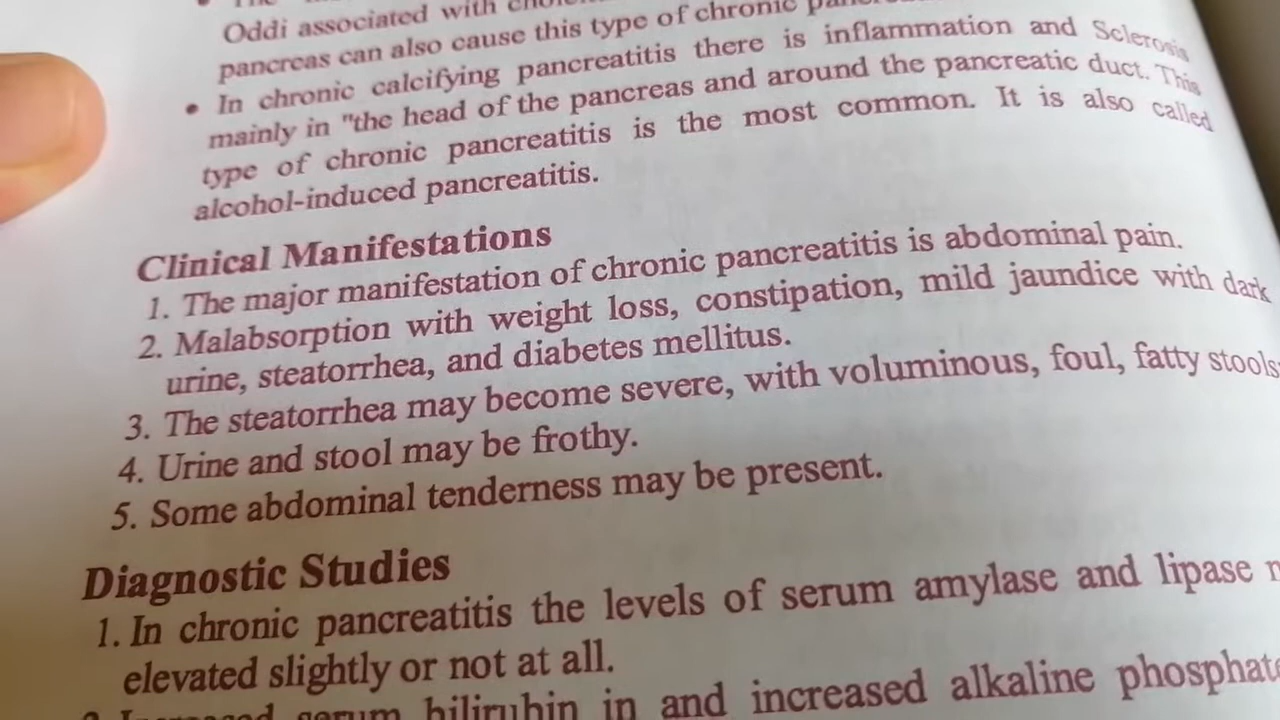 Oddi associated with
pancreas can also cause this type of chronic
• In chronic calcifying pancreatitis there is inflammation and Sclerosis
mainly in "the head of the pancreas and around the pancreatic duct. This
type of chronic pancreatitis is the most common. It is also called
alcohol-induced pancreatitis.
Clinical Manifestations
1. The major manifestation of chronic pancreatitis is abdominal pain.
2. Malabsorption with weight loss, constipation, mild jaundice with dark
urine, steatorrhea, and diabetes mellitus.
3. The steatorrhea may become severe, with voluminous, foul, fatty stools
4. Urine and stool may be frothy.
5. Some abdominal tenderness may be present.
Diagnostic Studies
1. In chronic pancreatitis the levels of serum amylase and lipase
elevated slightly or not at all.
serum bilirubin in and increased alkaline